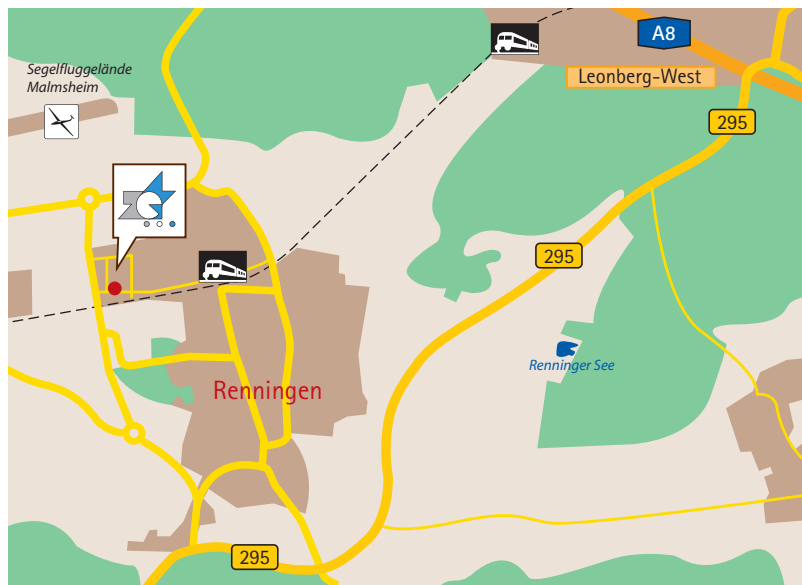 A8
Segelfluggelände
Malmsheim
Leonberg-West
295
295
Renninger See
Renningen
295